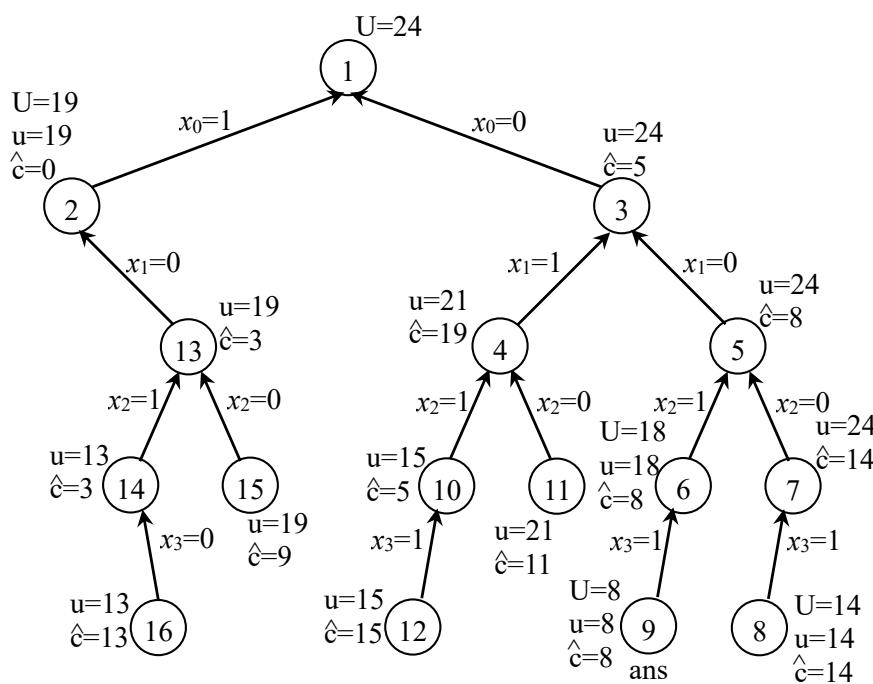 U=24
1
U=19
u=19
ĉ=0
x₀=1
x₀=0
u=24
ĉ=5
2
3
x₁=0
x₁=1
x₁=0
u=19
ĉ=3
u=21
ĉ=19
u=24
ĉ=8
13
4
5
x₂=1
x₂=0
x₂=1
x₂=0
x₂=1
x₂=0
u=13
ĉ=3
14
15
u=19
ĉ=9
u=15
ĉ=5
10
11
u=21
ĉ=11
U=18
u=18
ĉ=8
6
u=24
ĉ=14
7
x₃=0
x₃=1
x₃=1
x₃=1
u=13
ĉ=13
16
u=15
ĉ=15
12
U=8
u=8
ĉ=8
9
ans
8
U=14
u=14
ĉ=14